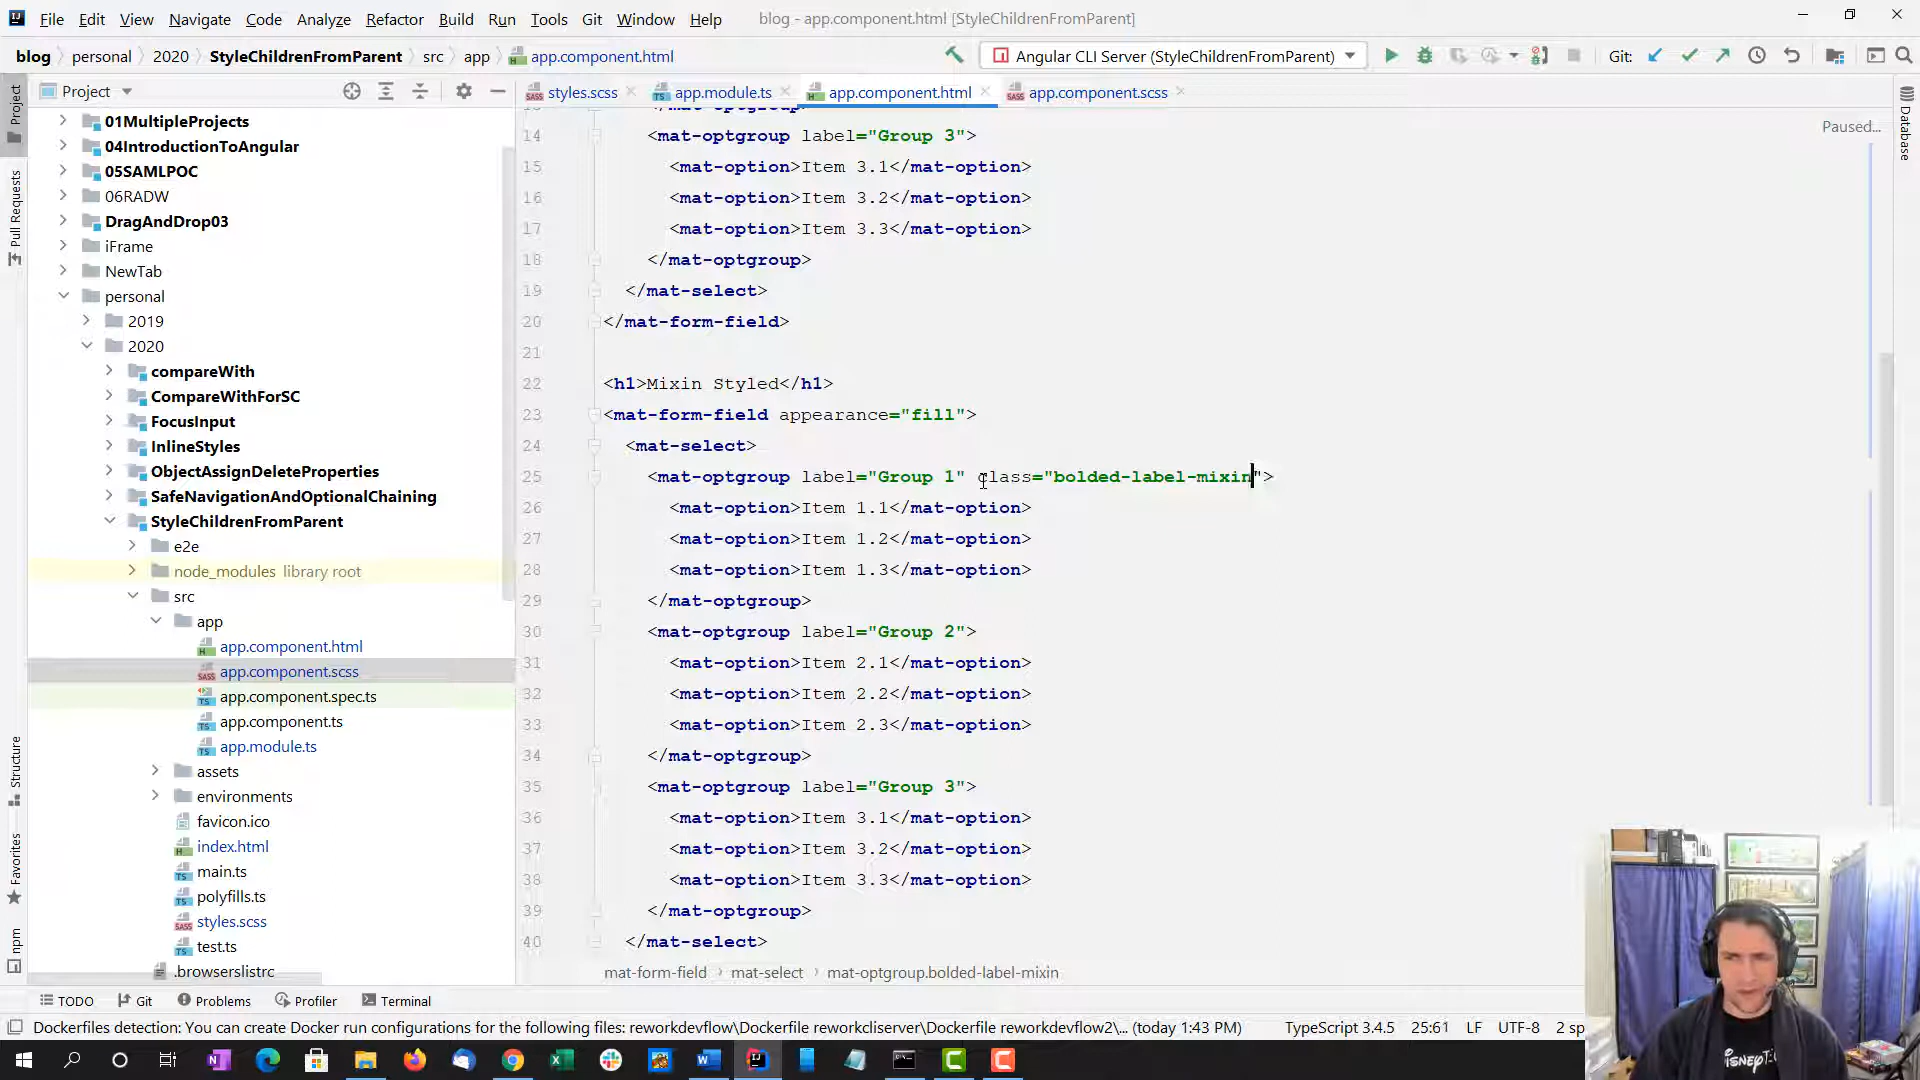 File Edit View Navigate Code Analyze Refactor Build Run Tools Git Window Help blog - app.component.html [StyleChildrenFromParent]
blog personal 2020 StyleChildrenFromParent src app app.component.html Angular CLI Server (StyleChildrenFromParent) Git:
Project styles.scss app.module.ts app.component.html app.component.scss
Project
Pull Requests
Structure
Favorites
npm
Database
Paused...
01MultipleProjects
04IntroductionToAngular
05SAMLPOC
06RADW
DragAndDrop03
iFrame
NewTab
personal
2019
2020
compareWith
CompareWithForSC
FocusInput
InlineStyles
ObjectAssignDeleteProperties
SafeNavigationAndOptionalChaining
StyleChildrenFromParent
e2e
node_modules library root
src
app
app.component.html
app.component.scss
app.component.spec.ts
app.component.ts
app.module.ts
assets
environments
favicon.ico
index.html
main.ts
polyfills.ts
styles.scss
test.ts
.browserslistrc
14 <mat-optgroup label="Group 3">
15 <mat-option>Item 3.1</mat-option>
16 <mat-option>Item 3.2</mat-option>
17 <mat-option>Item 3.3</mat-option>
18 </mat-optgroup>
19 </mat-select>
20 </mat-form-field>
21
22 <h1>Mixin Styled</h1>
23 <mat-form-field appearance="fill">
24 <mat-select>
25 <mat-optgroup label="Group 1" class="bolded-label-mixin">
26 <mat-option>Item 1.1</mat-option>
27 <mat-option>Item 1.2</mat-option>
28 <mat-option>Item 1.3</mat-option>
29 </mat-optgroup>
30 <mat-optgroup label="Group 2">
31 <mat-option>Item 2.1</mat-option>
32 <mat-option>Item 2.2</mat-option>
33 <mat-option>Item 2.3</mat-option>
34 </mat-optgroup>
35 <mat-optgroup label="Group 3">
36 <mat-option>Item 3.1</mat-option>
37 <mat-option>Item 3.2</mat-option>
38 <mat-option>Item 3.3</mat-option>
39 </mat-optgroup>
40 </mat-select>
mat-form-field mat-select mat-optgroup.bolded-label-mixin
TODO Git Problems Profiler Terminal
Dockerfiles detection: You can create Docker run configurations for the following files: reworkdevflow\Dockerfile reworkcliserver\Dockerfile reworkdevflow2\... (today 1:43 PM) TypeScript 3.4.5 25:61 LF UTF-8 2 sp